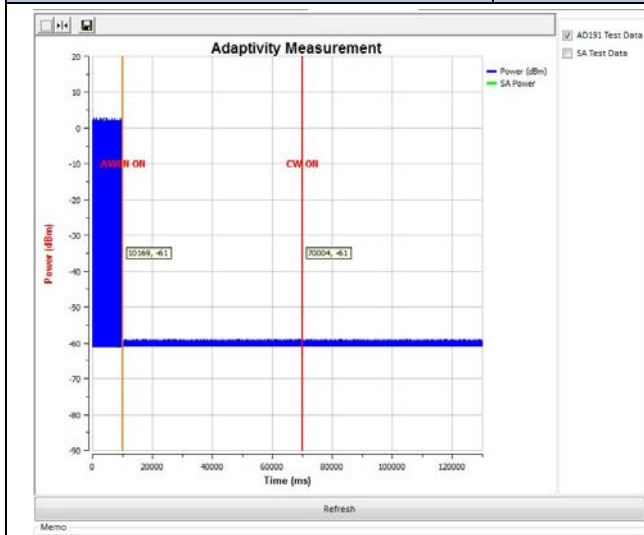 Adaptivity Measurement
AD191 Test Data
SA Test Data
Power (dBm)
SA Power
20
10
0
-10
-20
-30
-40
-50
-60
-70
-80
-90
Power (dBm)
AWGN ON
CW ON
10169, -61
70004, -61
0
20000
40000
60000
80000
100000
120000
Time (ms)
Refresh
Memo